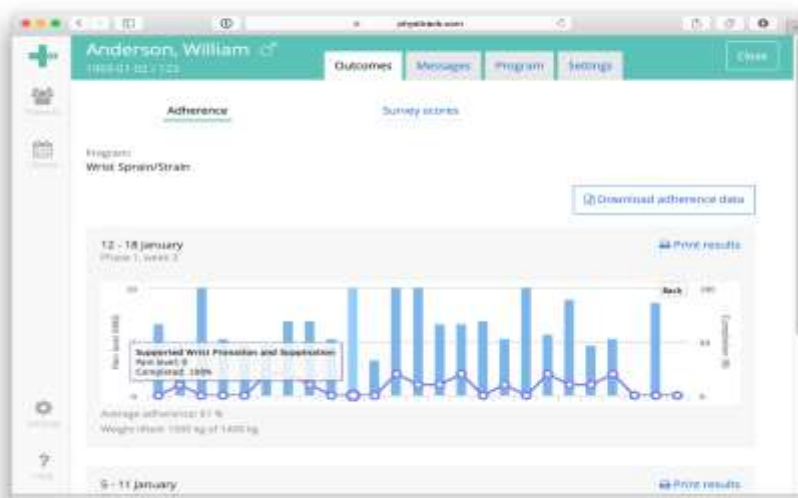 physitrack.com
Anderson, William
Outcomes
Messages
Program
Settings
Close
Adherence
Survey scores
Program:
Wrist Sprain/Strain
Download adherence data
12 - 18 January
Print results
Phase 1, week 3
Back
Supported Wrist Pronation and Supination
Pain level: 0
Completed: 100%
Average adherence: 61 %
Weight lifted: 1000 kg of 1400 kg
5 - 11 January
Print results